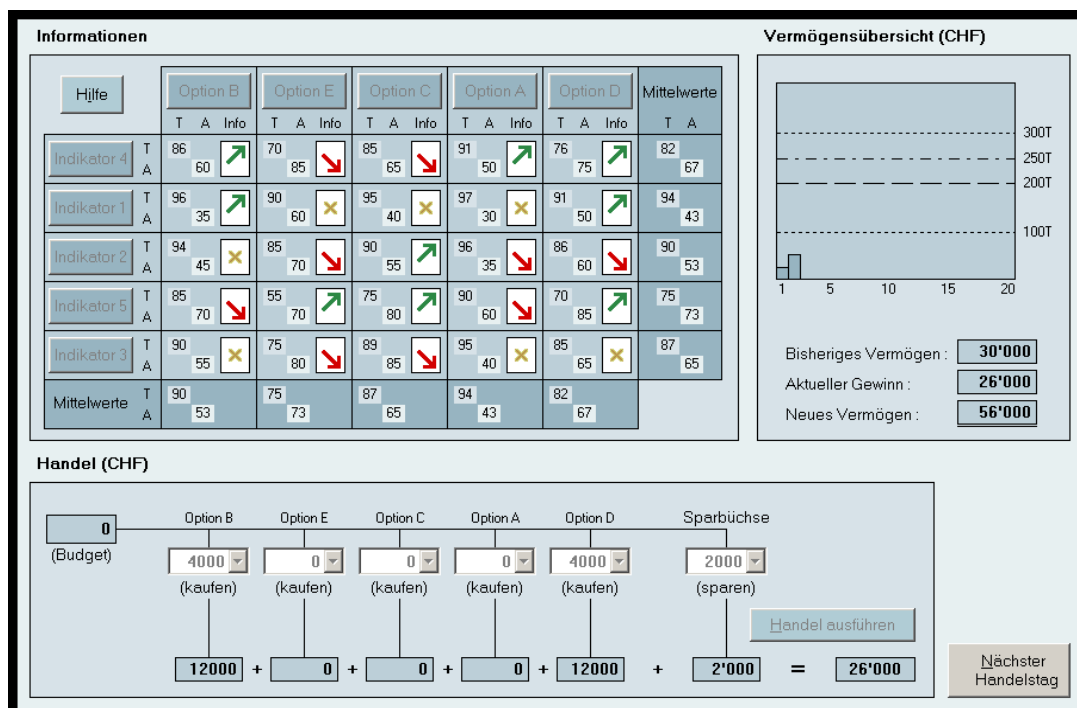 Informationen
Vermögensübersicht (CHF)
Hilfe
Option B Option E Option C Option A Option D Mittelwerte
T A Info T A Info T A Info T A Info T A Info T A
Indikator 4 T 86 70 85 91 76 82
A 60 85 65 50 75 67
Indikator 1 T 96 90 95 97 91 94
A 35 60 40 30 50 43
Indikator 2 T 94 85 90 96 86 90
A 45 70 55 35 60 53
Indikator 5 T 85 55 75 90 70 75
A 70 70 80 60 85 73
Indikator 3 T 90 75 89 95 85 87
A 55 80 85 40 65 65
Mittelwerte T 90 75 87 94 82
A 53 73 65 43 67
300T
250T
200T
100T
1 5 10 15 20
Bisheriges Vermögen : 30'000
Aktueller Gewinn : 26'000
Neues Vermögen : 56'000
Handel (CHF)
Option B Option E Option C Option A Option D Sparbüchse
0
(Budget) 4000 0 0 0 4000 2000
(kaufen) (kaufen) (kaufen) (kaufen) (kaufen) (sparen)
Handel ausführen
12000 + 0 + 0 + 0 + 12000 + 2'000 = 26'000
Nächster
Handelstag